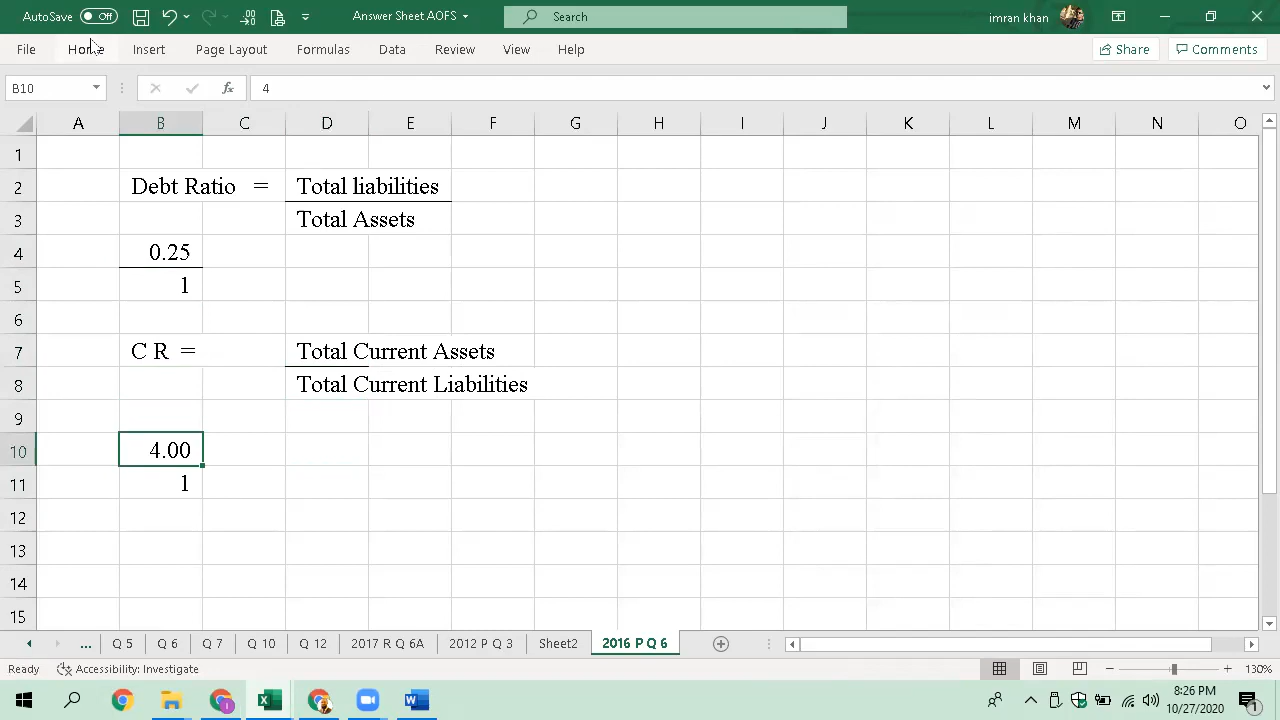 AutoSave Off Answer Sheet AOFS Search imran khan
File Home Insert Page Layout Formulas Data Review View Help Share Comments
B10 fx 4
A B C D E F G H I J K L M N O
1
2 Debt Ratio = Total liabilities
3 Total Assets
4 0.25
5 1
6
7 C R = Total Current Assets
8 Total Current Liabilities
9
10 4.00
11 1
12
13
14
15
... Q 5 Q 6 Q 7 Q 10 Q 12 2017 R Q 6A 2012 P Q 3 Sheet2 2016 P Q 6
Ready Accessibility: Investigate 130%
8:26 PM
10/27/2020
1